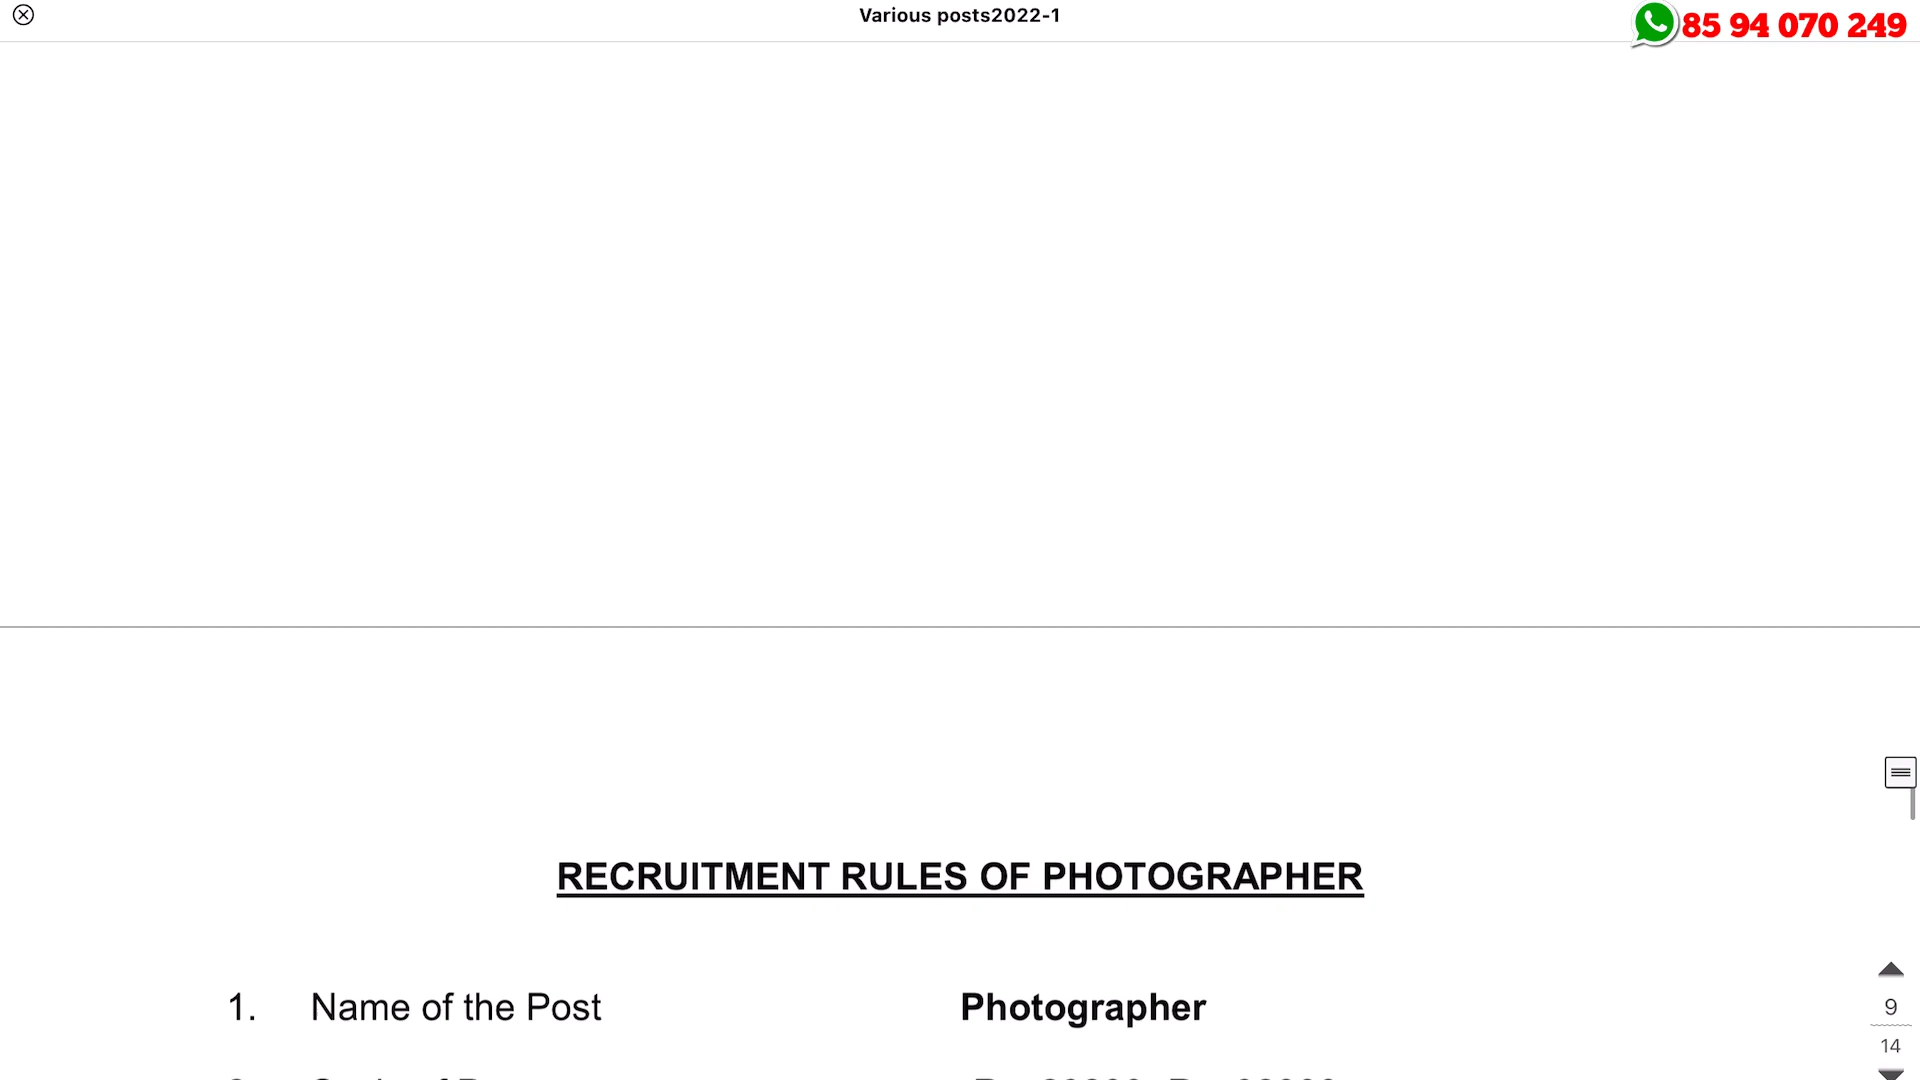 Various posts2022-1
85 94 070 249
RECRUITMENT RULES OF PHOTOGRAPHER
1. Name of the Post Photographer
9
14